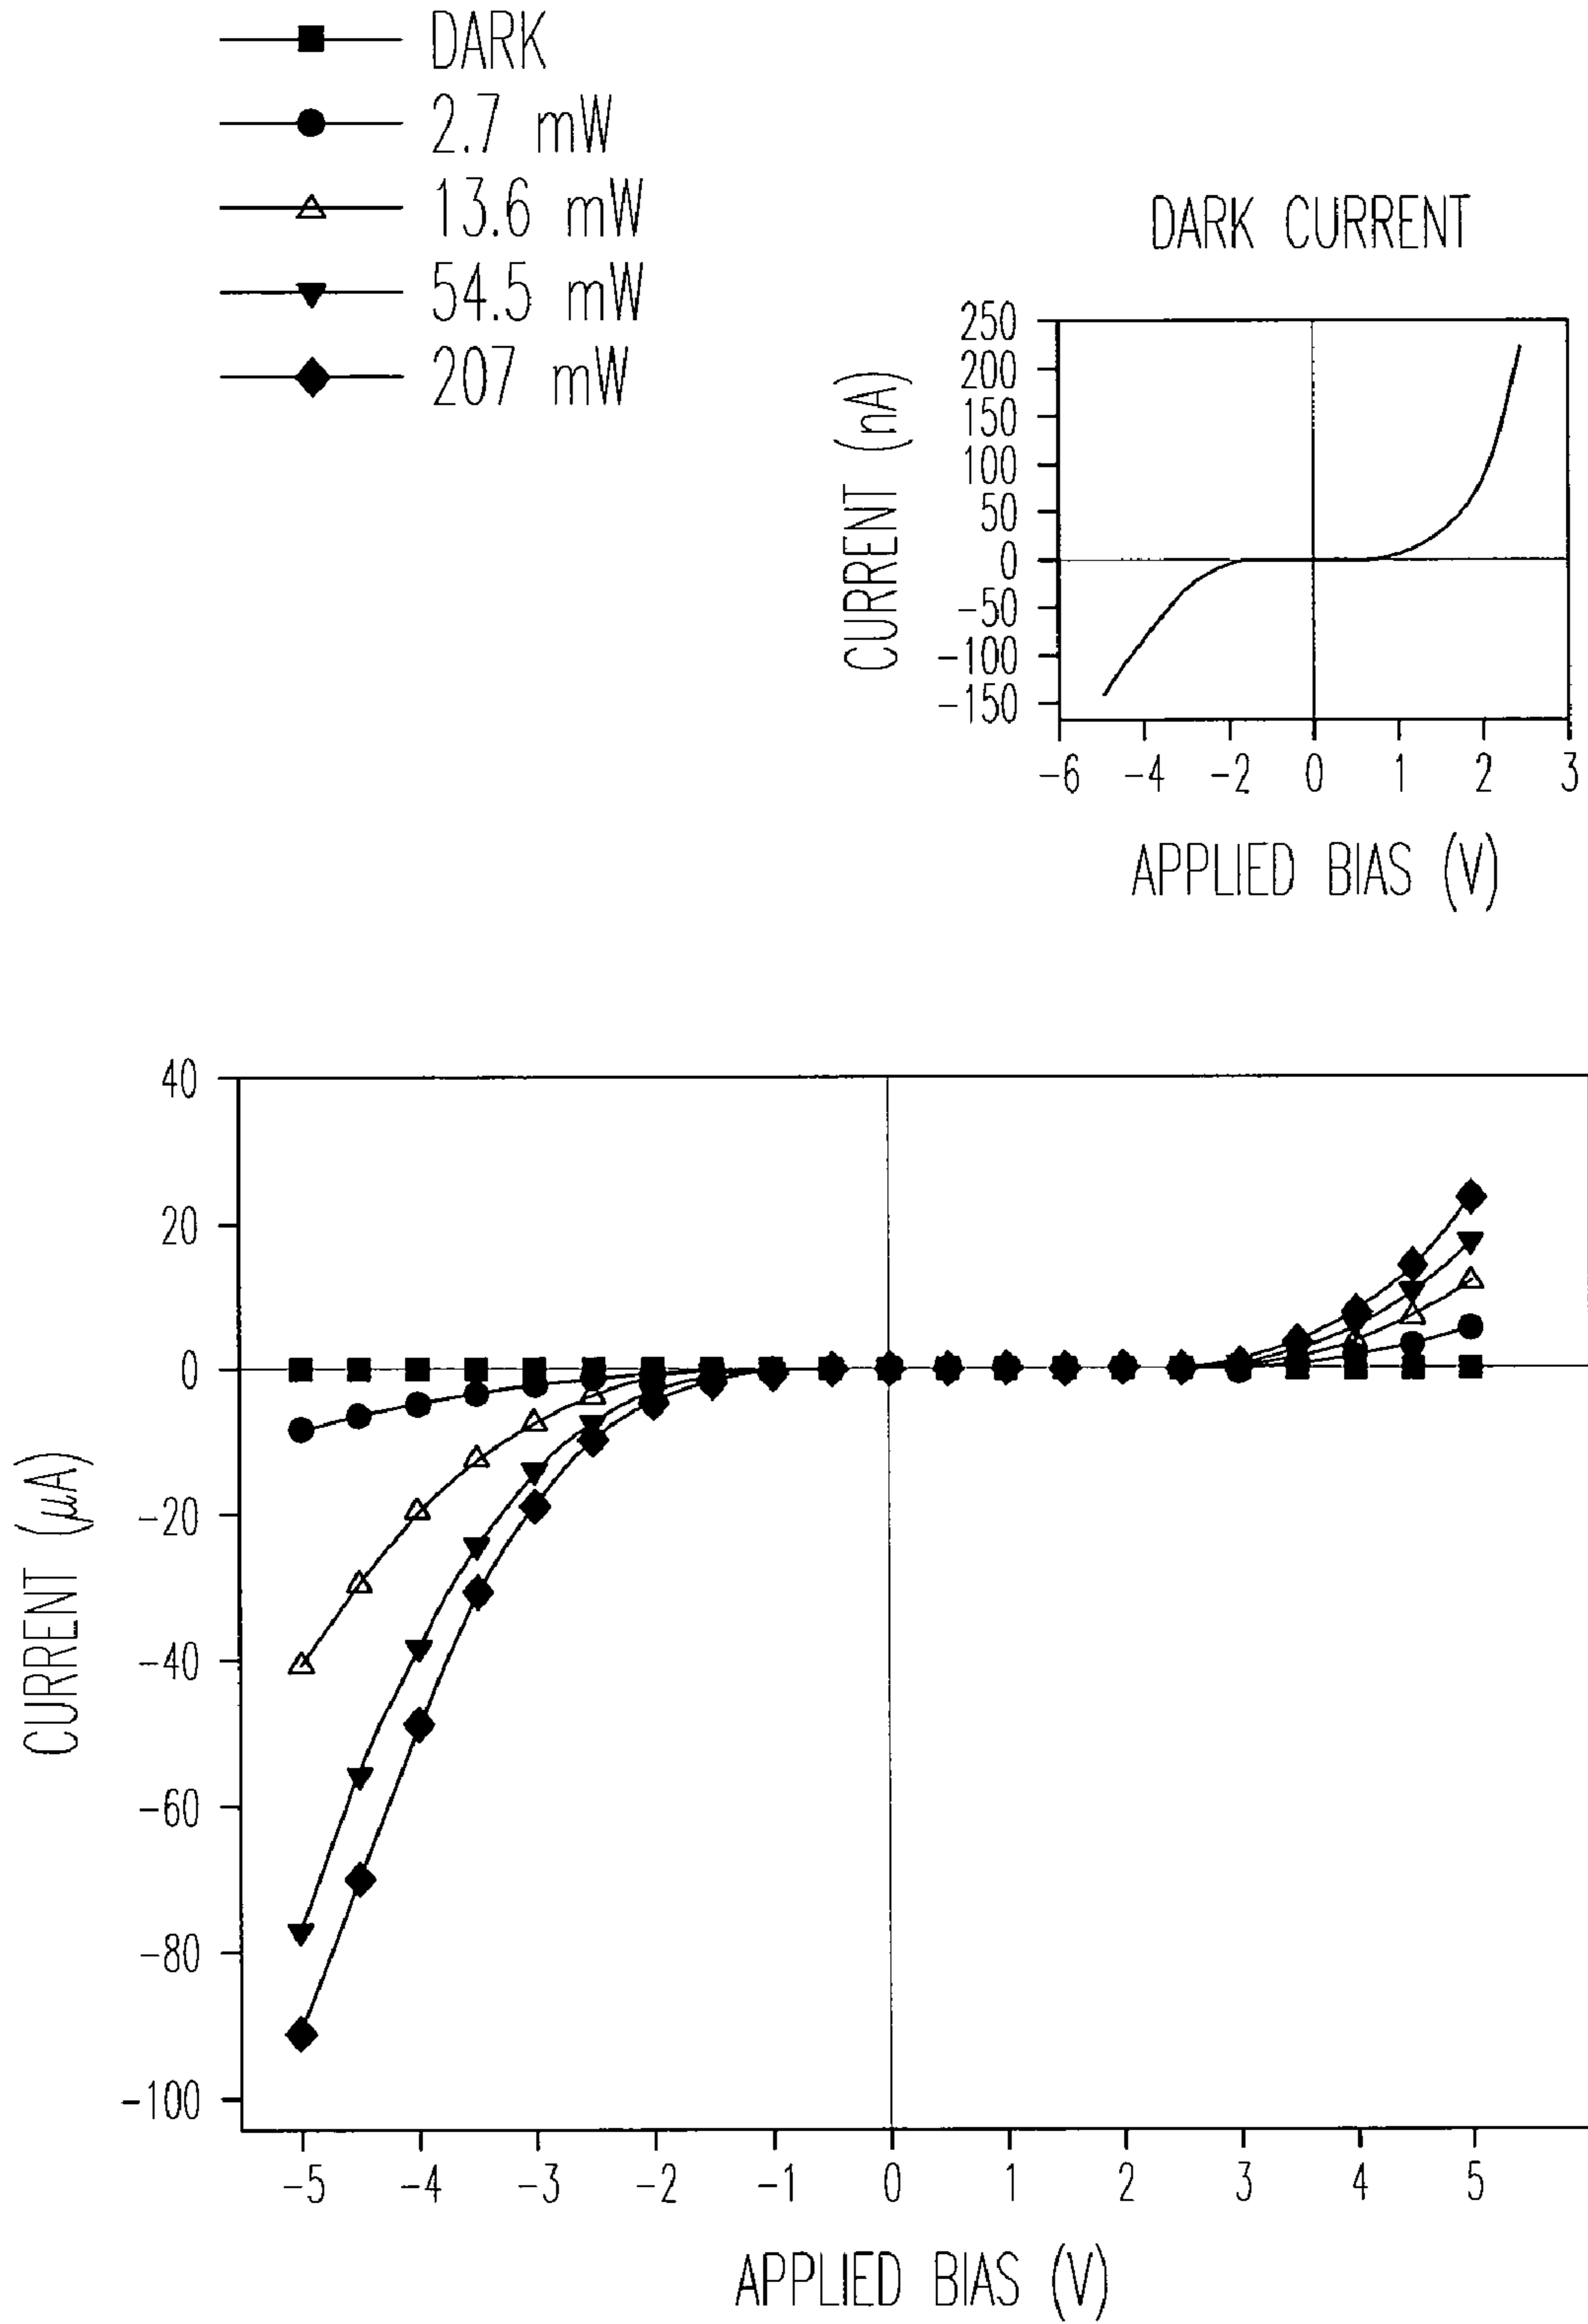 DARK
2.7 mW
13.6 mW
54.5 mW
207 mW
DARK CURRENT
CURRENT (nA)
250
200
150
100
50
0
-50
-100
-150
-6 -4 -2 0 1 2 3
APPLIED BIAS (V)
CURRENT (μA)
40
20
0
-20
-40
-60
-80
-100
-5 -4 -3 -2 -1 0 1 2 3 4 5
APPLIED BIAS (V)